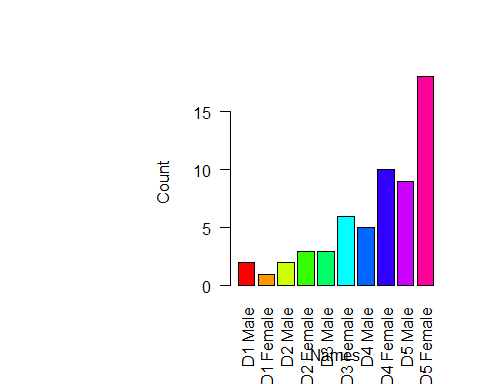 15
10
5
0
Count
D1 Male
D1 Female
D2 Male
D2 Female
D3 Male
D3 Female
D4 Male
D4 Female
D5 Male
D5 Female
Names